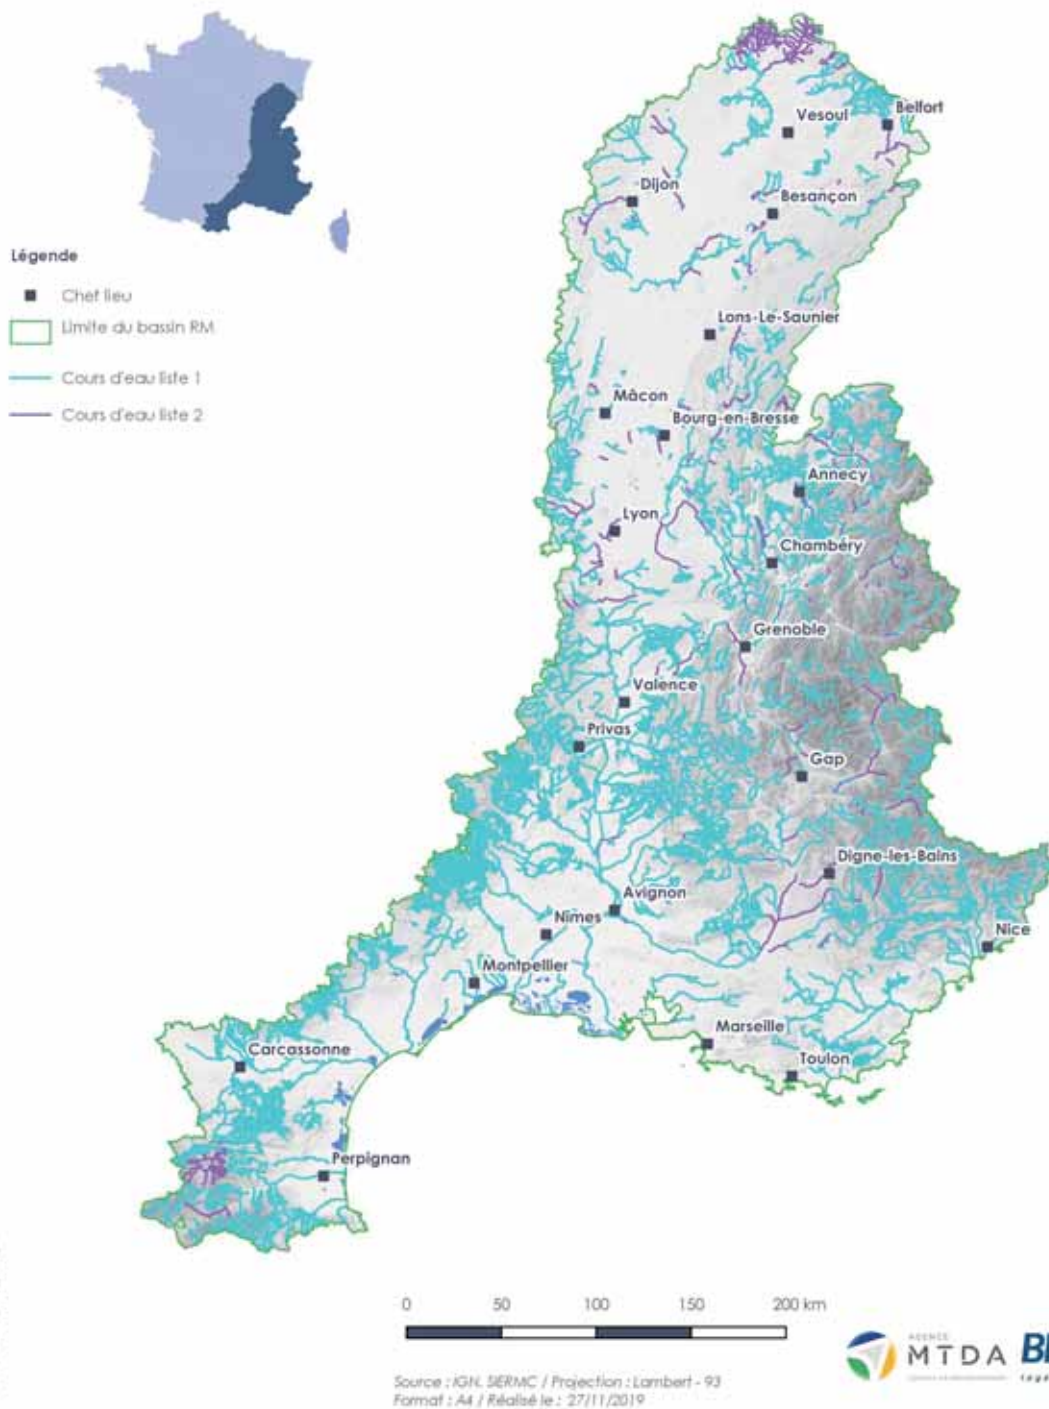 Légende
Chef lieu
Limite du bassin RM
Cours d'eau liste 1
Cours d'eau liste 2
Belfort
Vesoul
Dijon
Besançon
Lons-Le-Saunier
Mâcon
Bourg-en-Bresse
Annecy
Lyon
Chambéry
Grenoble
Valence
Privas
Gap
Digne-les-Bains
Avignon
Nîmes
Nice
Montpellier
Marseille
Carcassonne
Toulon
Perpignan
0 50 100 150 200 km
AGENCE
MTDA
Source : IGN, SIERMC / Projection : Lambert - 93
Format : A4 / Réalisé le : 27/11/2019